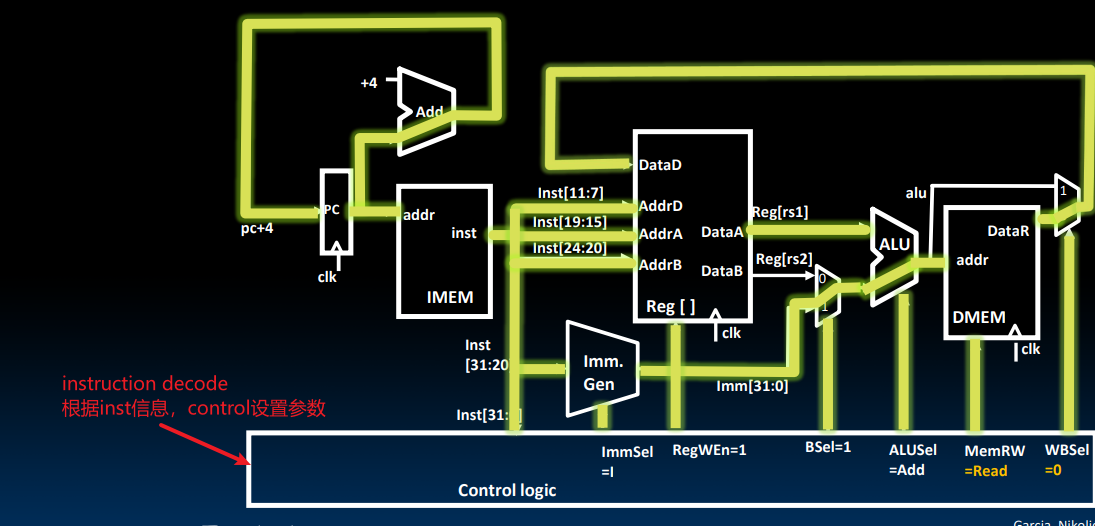 +4
Add
PC
addr
inst
IMEM
pc+4
clk
Inst[11:7]
Inst[19:15]
Inst[24:20]
DataD
AddrD
AddrA
AddrB
DataA
DataB
Reg [ ]
clk
Reg[rs1]
Reg[rs2]
0
1
ALU
alu
addr
DataR
DMEM
clk
1
Inst
[31:20
Imm.
Gen
Imm[31:0]
Inst[31:
instruction decode
根据inst信息，control设置参数
ImmSel
=I
RegWEn=1
BSel=1
ALUSel
=Add
MemRW
=Read
WBSel
=0
Control logic